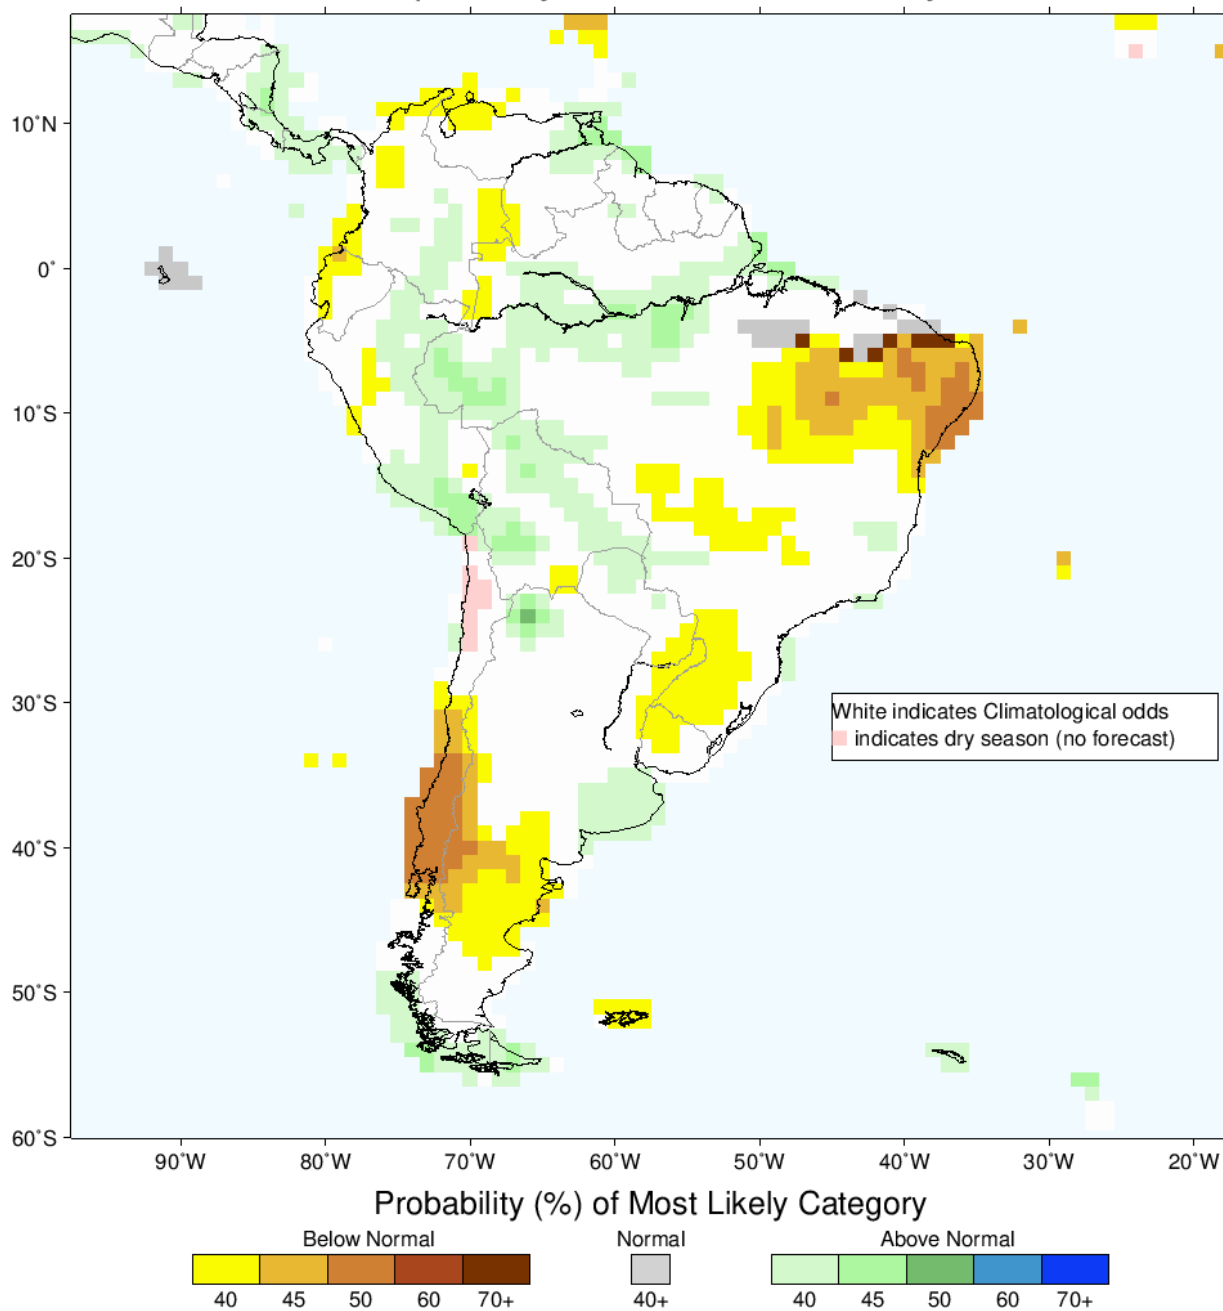 10˚N
0˚
10˚S
20˚S
30˚S
White indicates Climatological odds
indicates dry season (no forecast)
40˚S
50˚S
60˚S
90˚W 80˚W 70˚W 60˚W 50˚W 40˚W 30˚W 20˚W
Probability (%) of Most Likely Category
Below Normal Normal Above Normal
40 45 50 60 70+ 40+ 40 45 50 60 70+